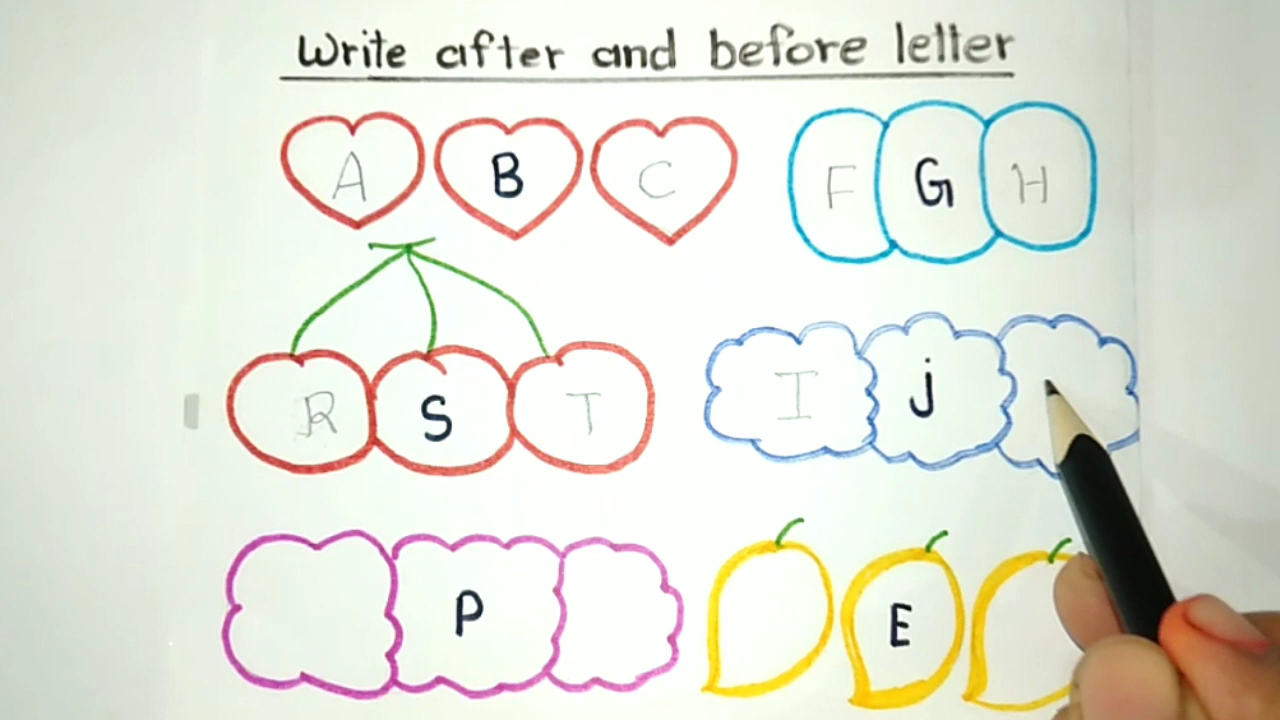 Write after and before letter
A B C
F G H
R S T
I j
P
E